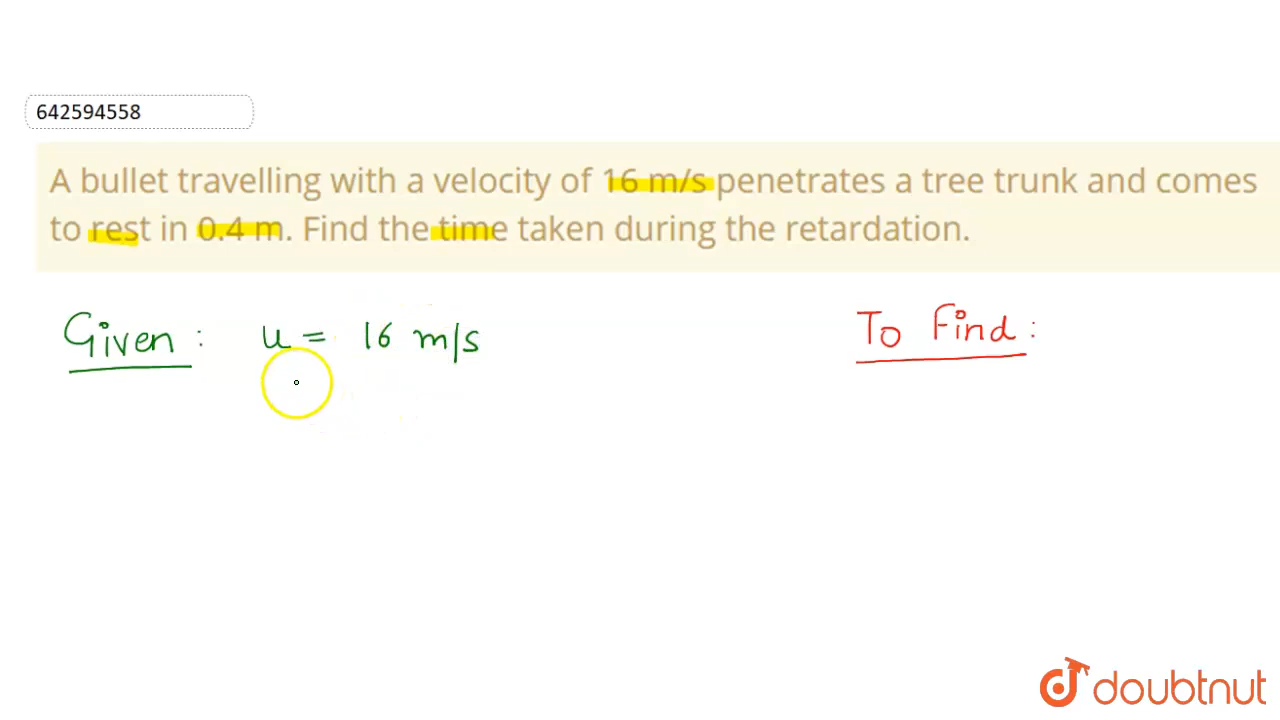 642594558
A bullet travelling with a velocity of 16 m/s penetrates a tree trunk and comes
to rest in 0.4 m. Find the time taken during the retardation.
Given : u = 16 m/s
To Find :
doubtnut